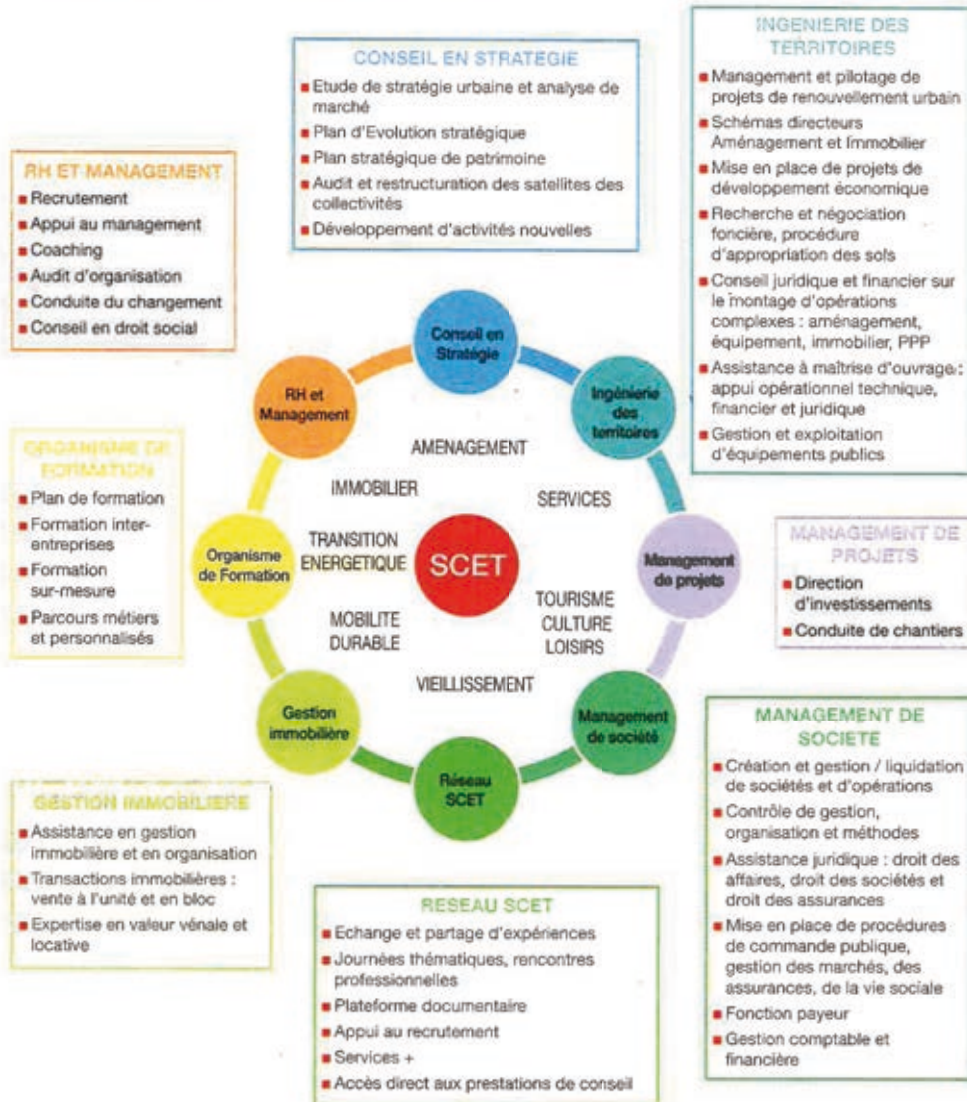 CONSEIL EN STRATEGIE
■ Etude de stratégie urbaine et analyse de
marché
■ Plan d'Evolution stratégique
■ Plan stratégique de patrimoine
■ Audit et restructuration des satellites des
collectivités
■ Développement d'activités nouvelles
INGENIERIE DES
TERRITOIRES
■ Management et pilotage de
projets de renouvellement urbain
■ Schémas directeurs
Aménagement et Immobilier
■ Mise en place de projets de
développement économique
■ Recherche et négociation
foncière, procédure
d'appropriation des sols
■ Conseil juridique et financier sur
le montage d'opérations
complexes : aménagement,
équipement, immobilier, PPP
■ Assistance à maîtrise d'ouvrage :
appui opérationnel technique,
financier et juridique
■ Gestion et exploitation
d'équipements publics
RH ET MANAGEMENT
■ Recrutement
■ Appui au management
■ Coaching
■ Audit d'organisation
■ Conduite du changement
■ Conseil en droit social
Conseil en
Stratégie
RH et
Management
Ingénierie
des
territoires
AMENAGEMENT
IMMOBILIER
SERVICES
ORGANISME DE
FORMATION
■ Plan de formation
■ Formation inter-
entreprises
■ Formation
sur-mesure
■ Parcours métiers
et personnalisés
Organisme
de Formation
TRANSITION
ENERGETIQUE
SCET
Management
de projets
MANAGEMENT DE
PROJETS
■ Direction
d'investissements
■ Conduite de chantiers
MOBILITE
DURABLE
TOURISME
CULTURE
LOISIRS
VIEILLISSEMENT
Gestion
immobilière
Management
de société
Réseau
SCET
GESTION IMMOBILIERE
■ Assistance en gestion
immobilière et en organisation
■ Transactions immobilières :
vente à l'unité et en bloc
■ Expertise en valeur vénale et
locative
RESEAU SCET
■ Echange et partage d'expériences
■ Journées thématiques, rencontres
professionnelles
■ Plateforme documentaire
■ Appui au recrutement
■ Services +
■ Accès direct aux prestations de conseil
MANAGEMENT DE
SOCIETE
■ Création et gestion / liquidation
de sociétés et d'opérations
■ Contrôle de gestion,
organisation et méthodes
■ Assistance juridique : droit des
affaires, droit des sociétés et
droit des assurances
■ Mise en place de procédures
de commande publique,
gestion des marchés, des
assurances, de la vie sociale
■ Fonction payeur
■ Gestion comptable et
financière